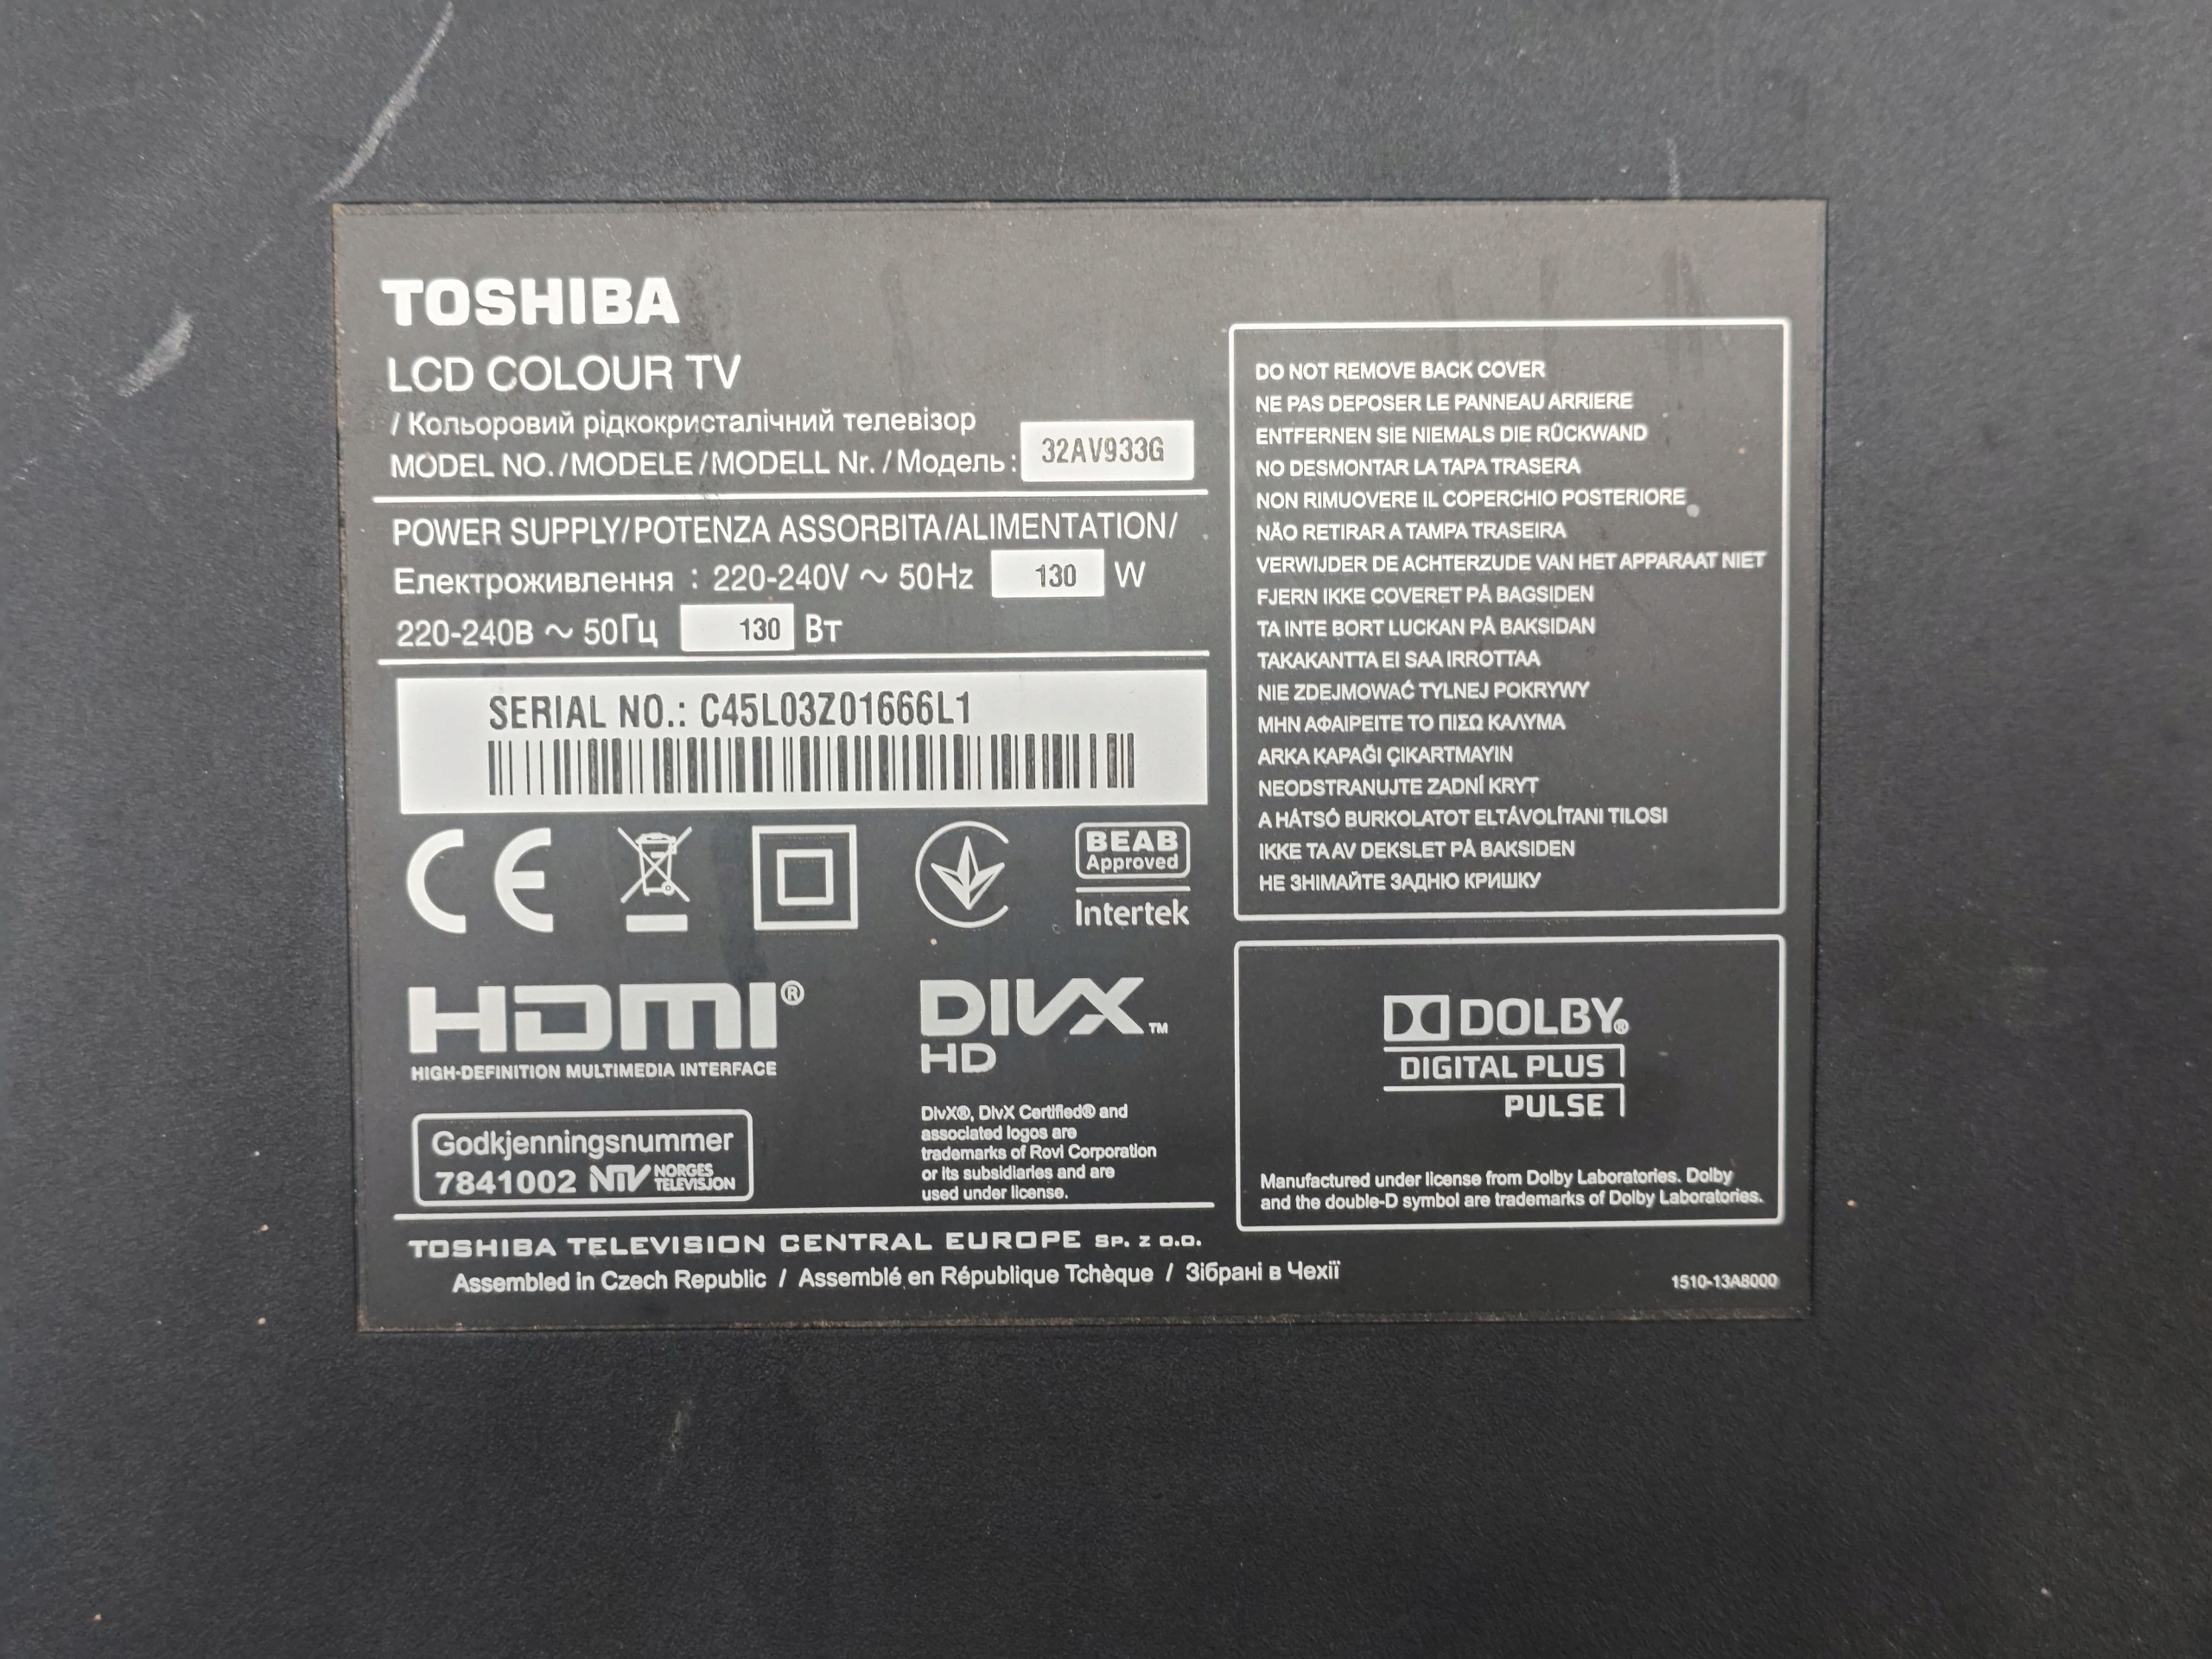 TOSHIBA
LCD COLOUR TV
/ Кольоровий рідкокристалічний телевізор
MODEL NO. / MODELE / MODELL Nr. / Модель : 32AV933G
POWER SUPPLY/POTENZA ASSORBITA/ALIMENTATION/
Електроживлення : 220-240V ~ 50Hz 130 W
220-240В ~ 50Гц 130 Вт
SERIAL NO.: C45L03Z01666L1
CE
BEAB
Approved
Intertek
HDMI®
HIGH-DEFINITION MULTIMEDIA INTERFACE
DIVX™
HD
DivX®, DivX Certified® and
associated logos are
trademarks of Rovi Corporation
or its subsidiaries and are
used under license.
Godkjenningsnummer
7841002 NTV NORGES
TELEVISJON
DO NOT REMOVE BACK COVER
NE PAS DEPOSER LE PANNEAU ARRIERE
ENTFERNEN SIE NIEMALS DIE RÜCKWAND
NO DESMONTAR LA TAPA TRASERA
NON RIMUOVERE IL COPERCHIO POSTERIORE
NÃO RETIRAR A TAMPA TRASEIRA
VERWIJDER DE ACHTERZUDE VAN HET APPARAAT NIET
FJERN IKKE COVERET PÅ BAGSIDEN
TA INTE BORT LUCKAN PÅ BAKSIDAN
TAKAKANTTA EI SAA IRROTTAA
NIE ZDEJMOWAĆ TYLNEJ POKRYWY
ΜΗΝ ΑΦΑΙΡΕΙΤΕ ΤΟ ΠΙΣΩ ΚΑΛΥΜΑ
ARKA KAPAĞI ÇIKARTMAYIN
NEODSTRANUJTE ZADNÍ KRYT
A HÁTSÓ BURKOLATOT ELTÁVOLÍTANI TILOSI
IKKE TA AV DEKSLET PÅ BAKSIDEN
НЕ ЗНІМАЙТЕ ЗАДНЮ КРИШКУ
DOLBY®
DIGITAL PLUS
PULSE
Manufactured under license from Dolby Laboratories. Dolby
and the double-D symbol are trademarks of Dolby Laboratories.
TOSHIBA TELEVISION CENTRAL EUROPE SP. Z O.O.
Assembled in Czech Republic / Assemblé en République Tchèque / Зібрані в Чехії
1510-13A8000